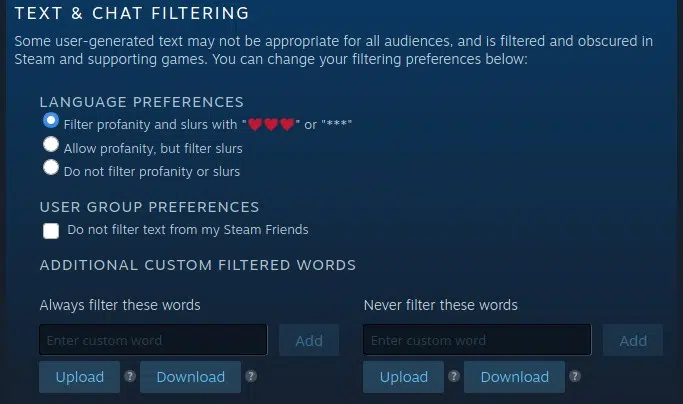 TEXT & CHAT FILTERING
Some user-generated text may not be appropriate for all audiences, and is filtered and obscured in
Steam and supporting games. You can change your filtering preferences below:
LANGUAGE PREFERENCES
Filter profanity and slurs with "♥♥♥" or "***"
Allow profanity, but filter slurs
Do not filter profanity or slurs
USER GROUP PREFERENCES
Do not filter text from my Steam Friends
ADDITIONAL CUSTOM FILTERED WORDS
Always filter these words
Enter custom word Add
Upload ? Download ?
Never filter these words
Enter custom word Add
Upload ? Download ?